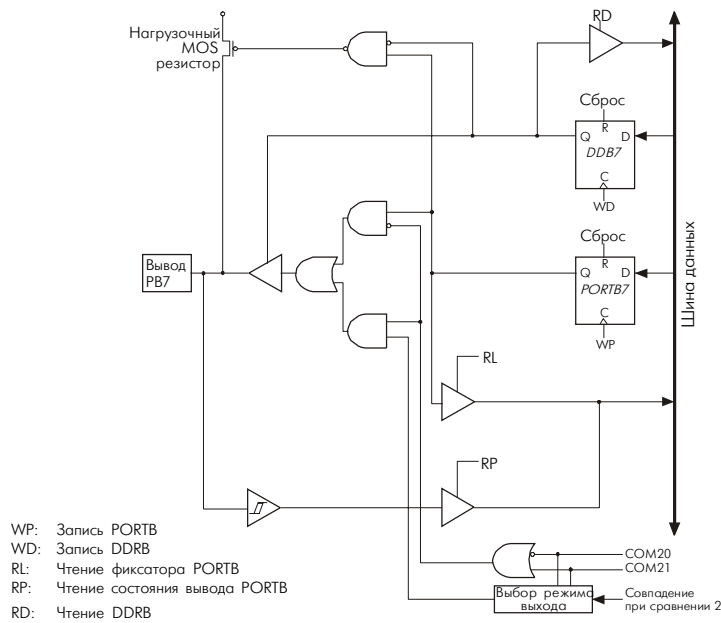 Нагрузочный
MOS
резистор
RD
Сброс
R
Q
D
DDB7
C
WD
Сброс
R
Q
D
PORTB7
C
WP
Шина данных
Вывод
PB7
RL
RP
WP: Запись PORTB
WD: Запись DDRB
RL: Чтение фиксатора PORTB
RP: Чтение состояния вывода PORTB
RD: Чтение DDRB
COM20
COM21
Выбор режима
выхода
Совпадение
при сравнении 2